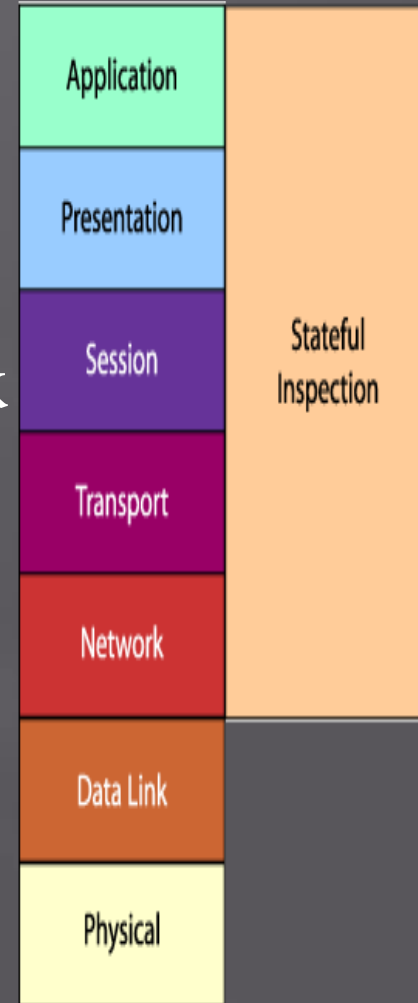 Application
Presentation
Session
Transport
Network
Data Link
Physical
Stateful
Inspection